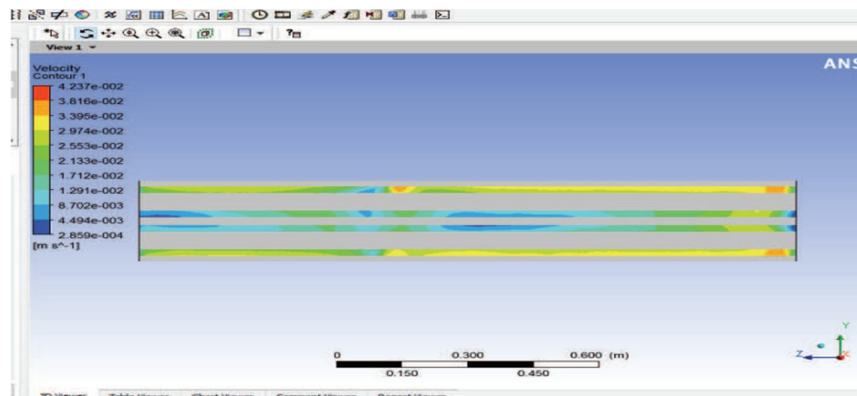 View 1
ANS
Velocity
Contour 1
4.237e-002
3.816e-002
3.395e-002
2.974e-002
2.553e-002
2.133e-002
1.712e-002
1.291e-002
8.702e-003
4.494e-003
2.859e-004
[m s^-1]
0 0.300 0.600 (m)
0.150 0.450
Y
Z X